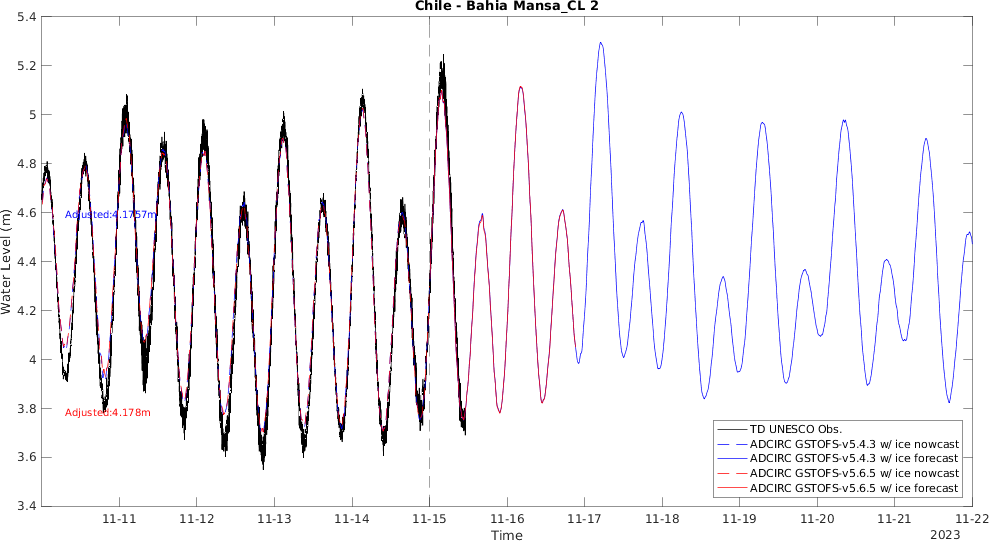 Chile - Bahia Mansa_CL 2
5.4
5.2
5
4.8
4.6
4.4
4.2
4
3.8
3.6
3.4
Water Level (m)
Adjusted:4.1757m
Adjusted:4.178m
TD UNESCO Obs.
ADCIRC GSTOFS-v5.4.3 w/ ice nowcast
ADCIRC GSTOFS-v5.4.3 w/ ice forecast
ADCIRC GSTOFS-v5.6.5 w/ ice nowcast
ADCIRC GSTOFS-v5.6.5 w/ ice forecast
11-11 11-12 11-13 11-14 11-15 11-16 11-17 11-18 11-19 11-20 11-21 11-22
Time
2023